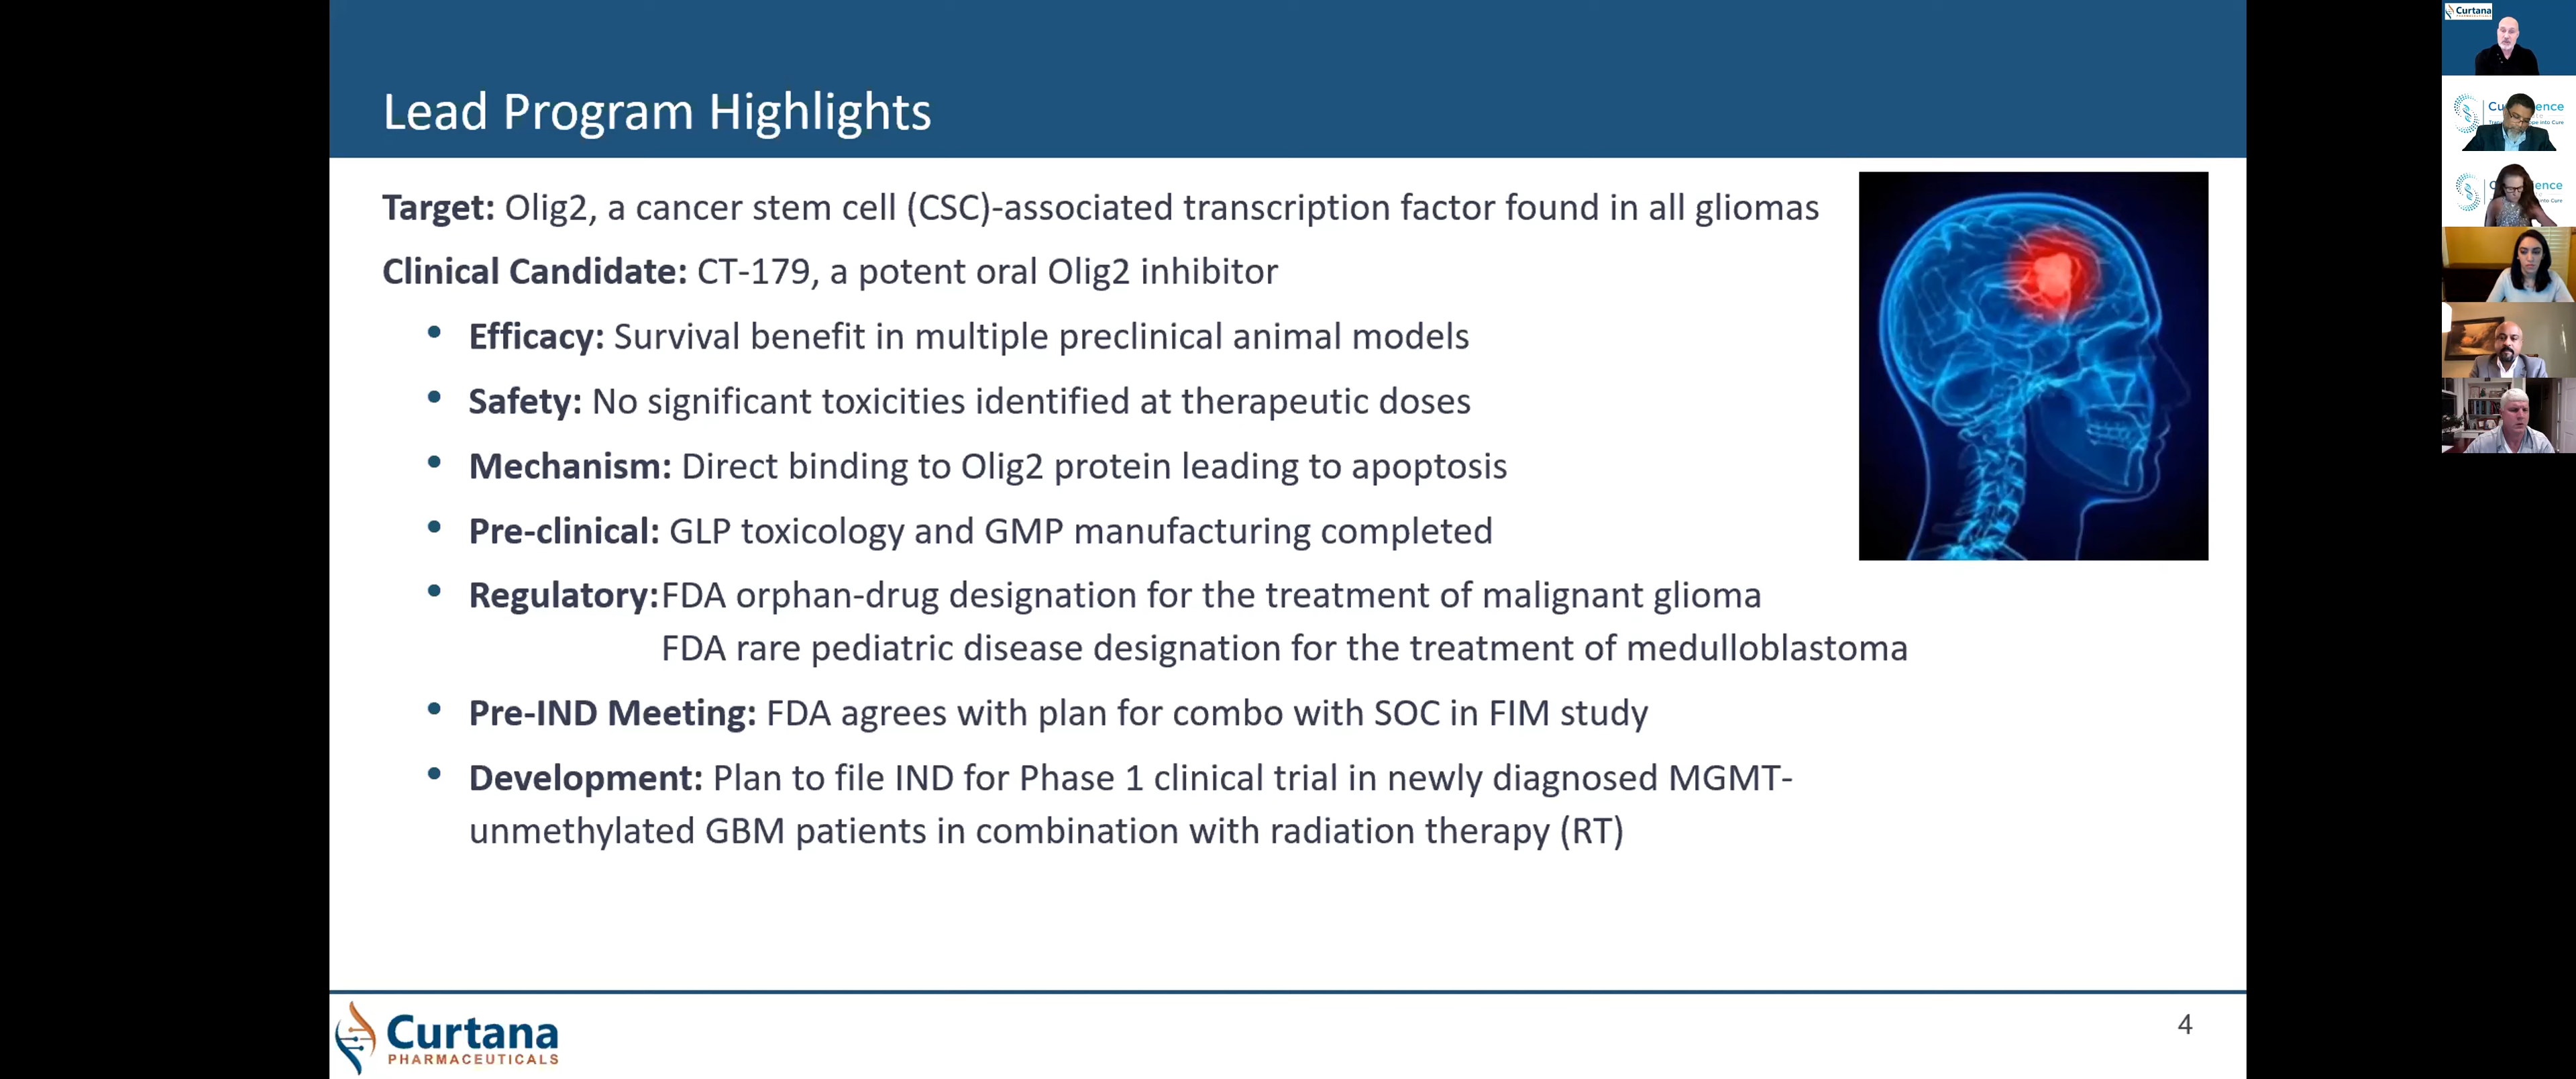 Lead Program Highlights
Target: Olig2, a cancer stem cell (CSC)-associated transcription factor found in all gliomas
Clinical Candidate: CT-179, a potent oral Olig2 inhibitor
• Efficacy: Survival benefit in multiple preclinical animal models
• Safety: No significant toxicities identified at therapeutic doses
• Mechanism: Direct binding to Olig2 protein leading to apoptosis
• Pre-clinical: GLP toxicology and GMP manufacturing completed
• Regulatory:FDA orphan-drug designation for the treatment of malignant glioma
FDA rare pediatric disease designation for the treatment of medulloblastoma
• Pre-IND Meeting: FDA agrees with plan for combo with SOC in FIM study
• Development: Plan to file IND for Phase 1 clinical trial in newly diagnosed MGMT-
unmethylated GBM patients in combination with radiation therapy (RT)
Curtana
PHARMACEUTICALS
4
Curtana
PHARMACEUTICALS